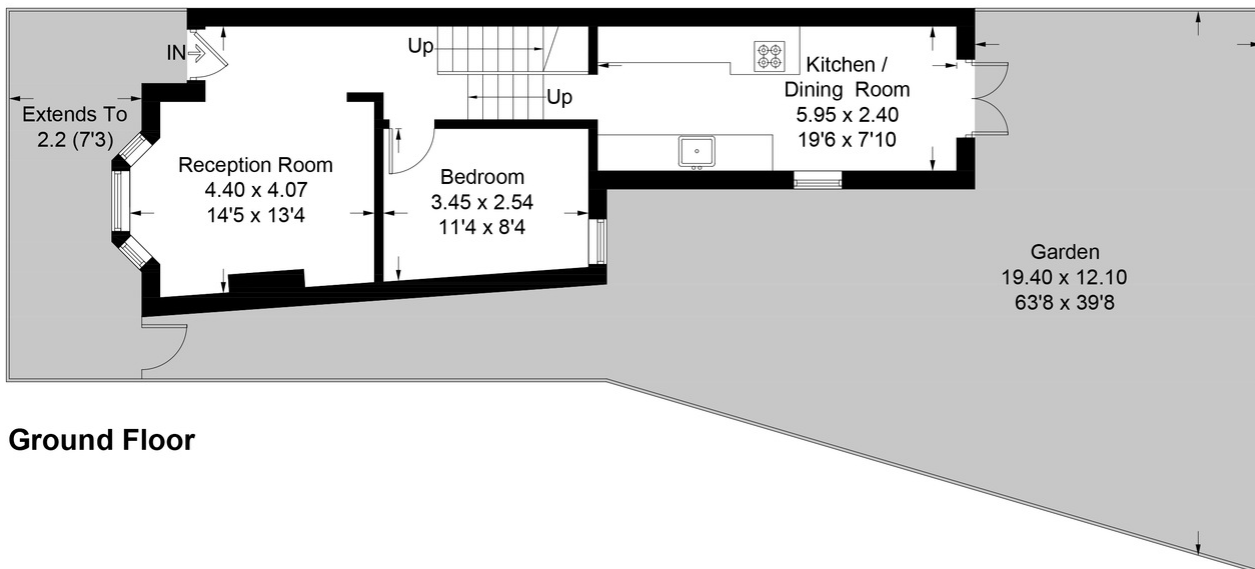 IN
Up
Up
Extends To
2.2 (7'3)
Reception Room
4.40 x 4.07
14'5 x 13'4
Bedroom
3.45 x 2.54
11'4 x 8'4
Kitchen /
Dining Room
5.95 x 2.40
19'6 x 7'10
Garden
19.40 x 12.10
63'8 x 39'8
Ground Floor